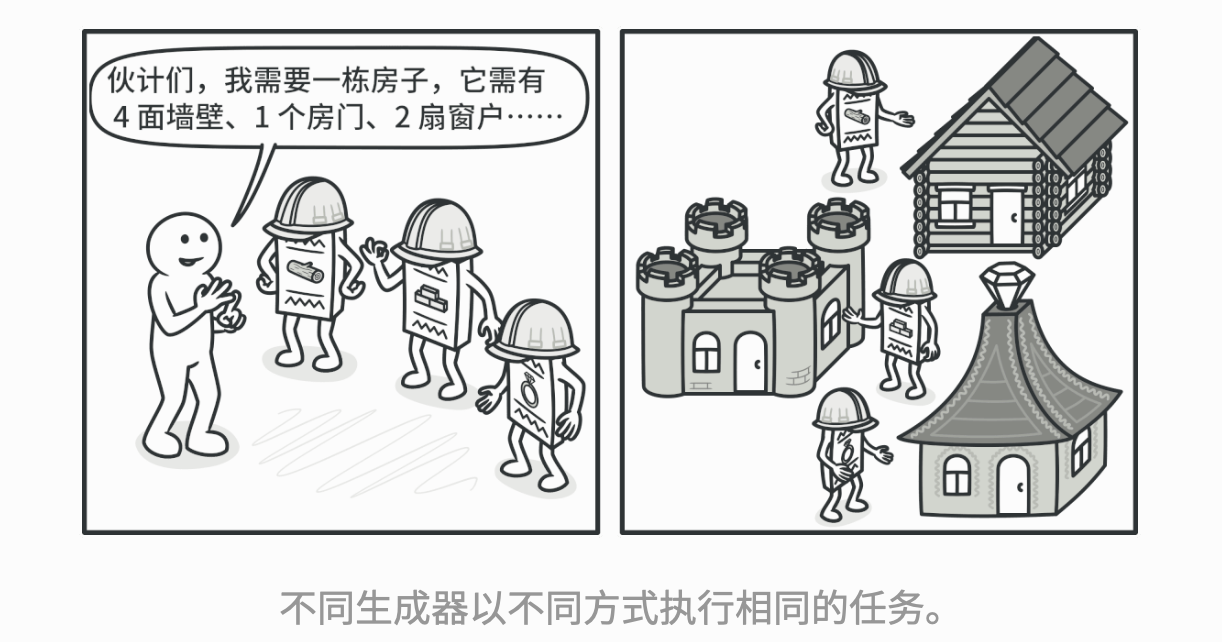 伙计们，我需要一栋房子，它需有
4 面墙壁、1 个房门、2 扇窗户……
不同生成器以不同方式执行相同的任务。